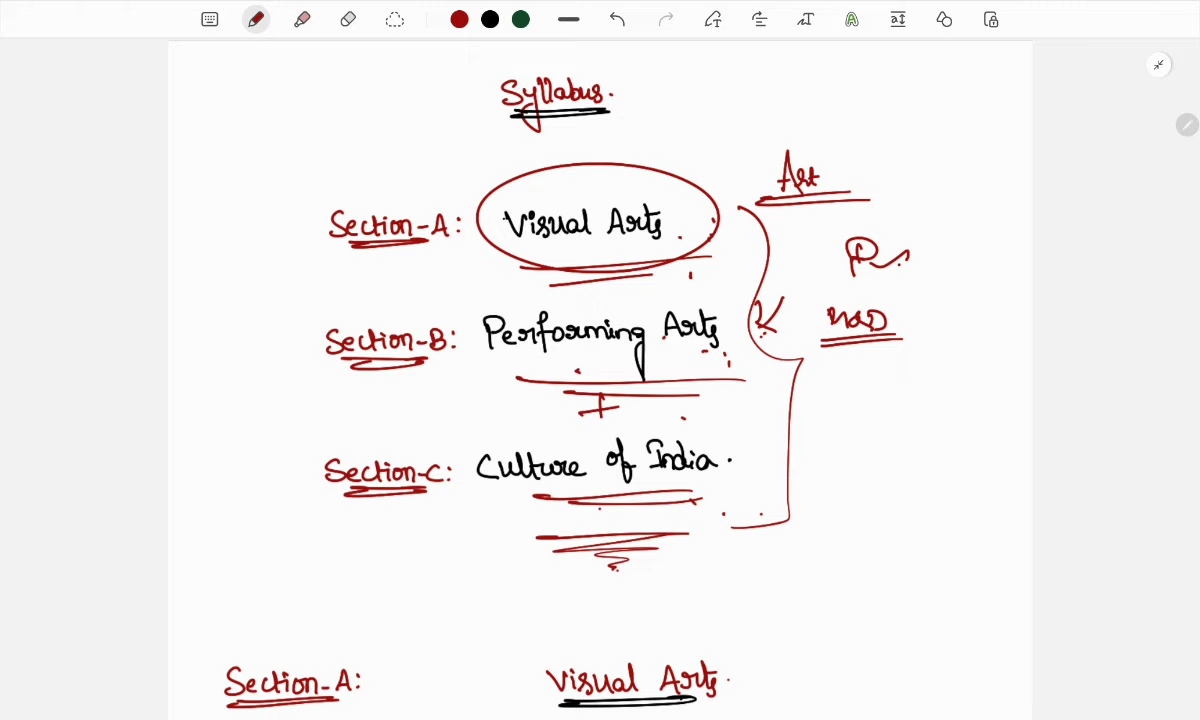 Syllabus.
Art
Section-A: Visual Arts
Section-B: Performing Arts
+
Section-C: Culture of India.
Section-A: Visual Arts.